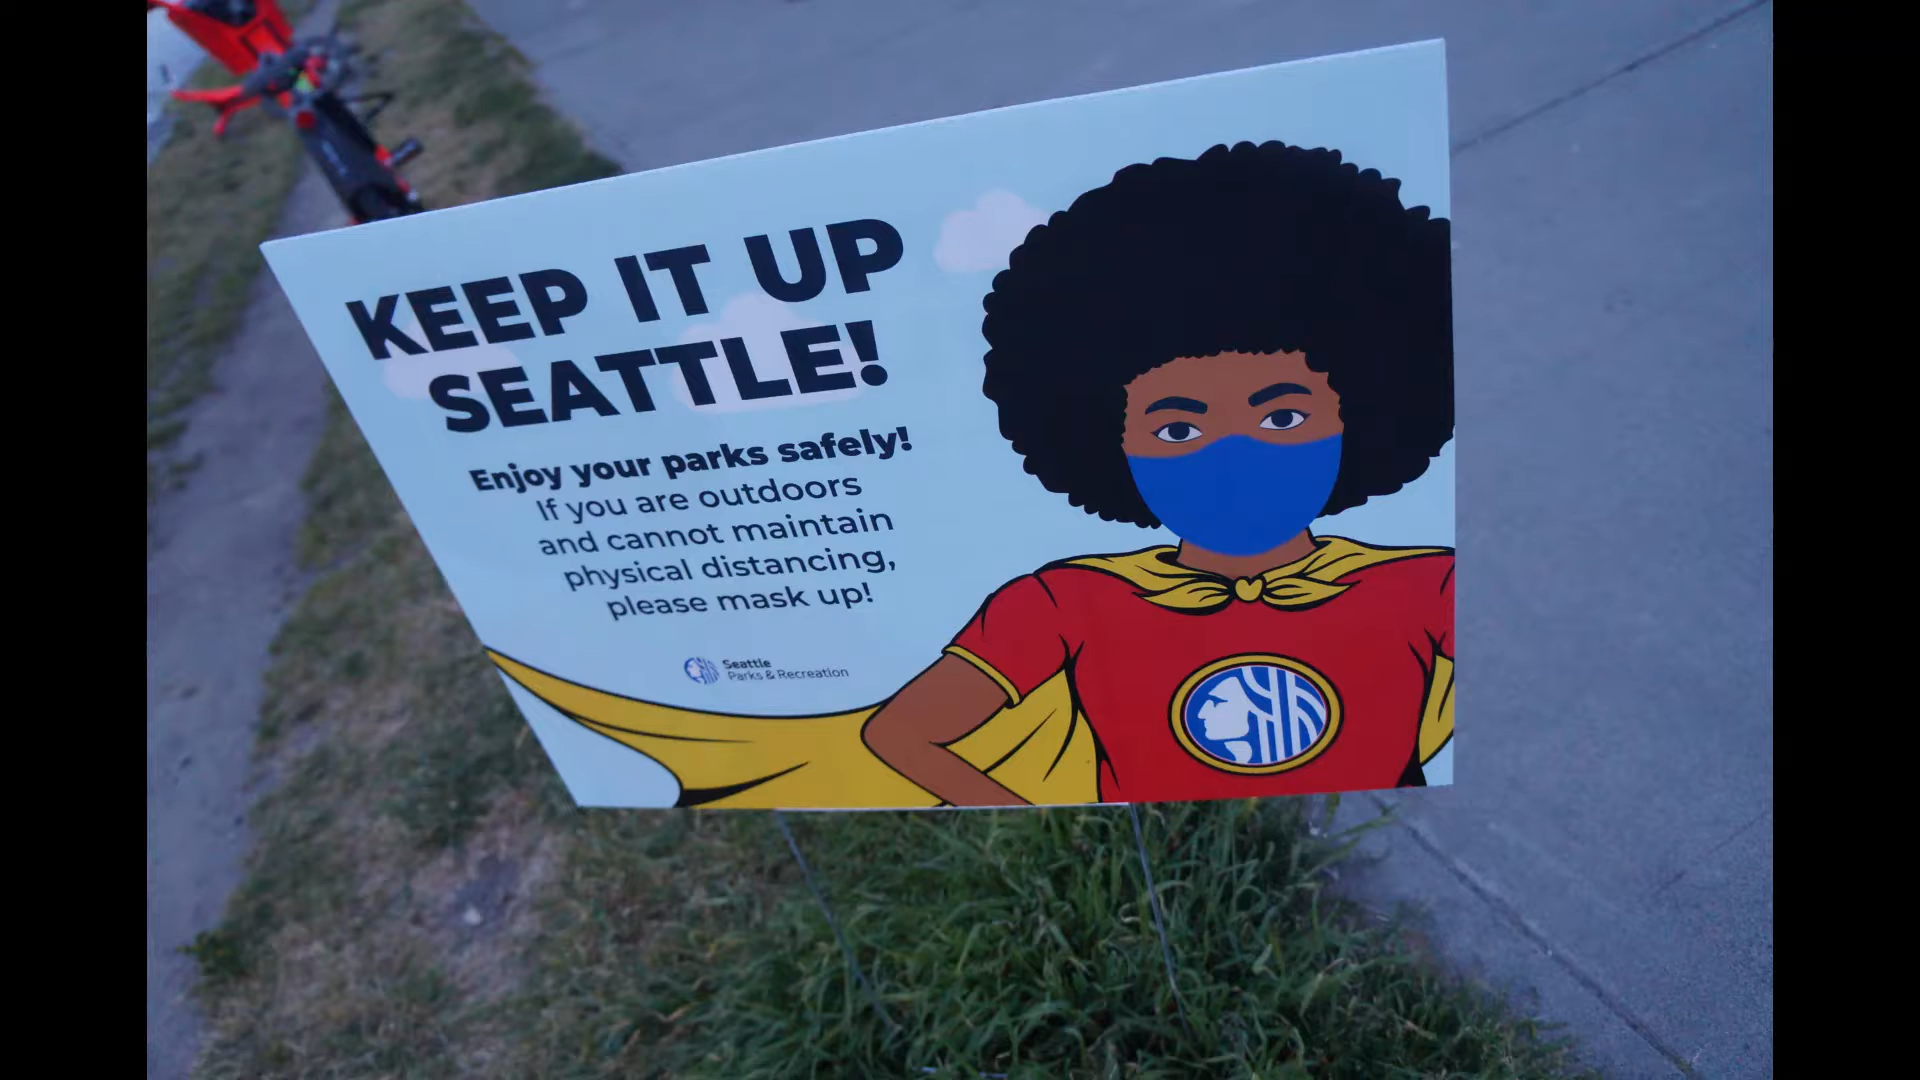 KEEP IT UP
SEATTLE!
Enjoy your parks safely!
If you are outdoors
and cannot maintain
physical distancing,
please mask up!
Seattle
Parks & Recreation